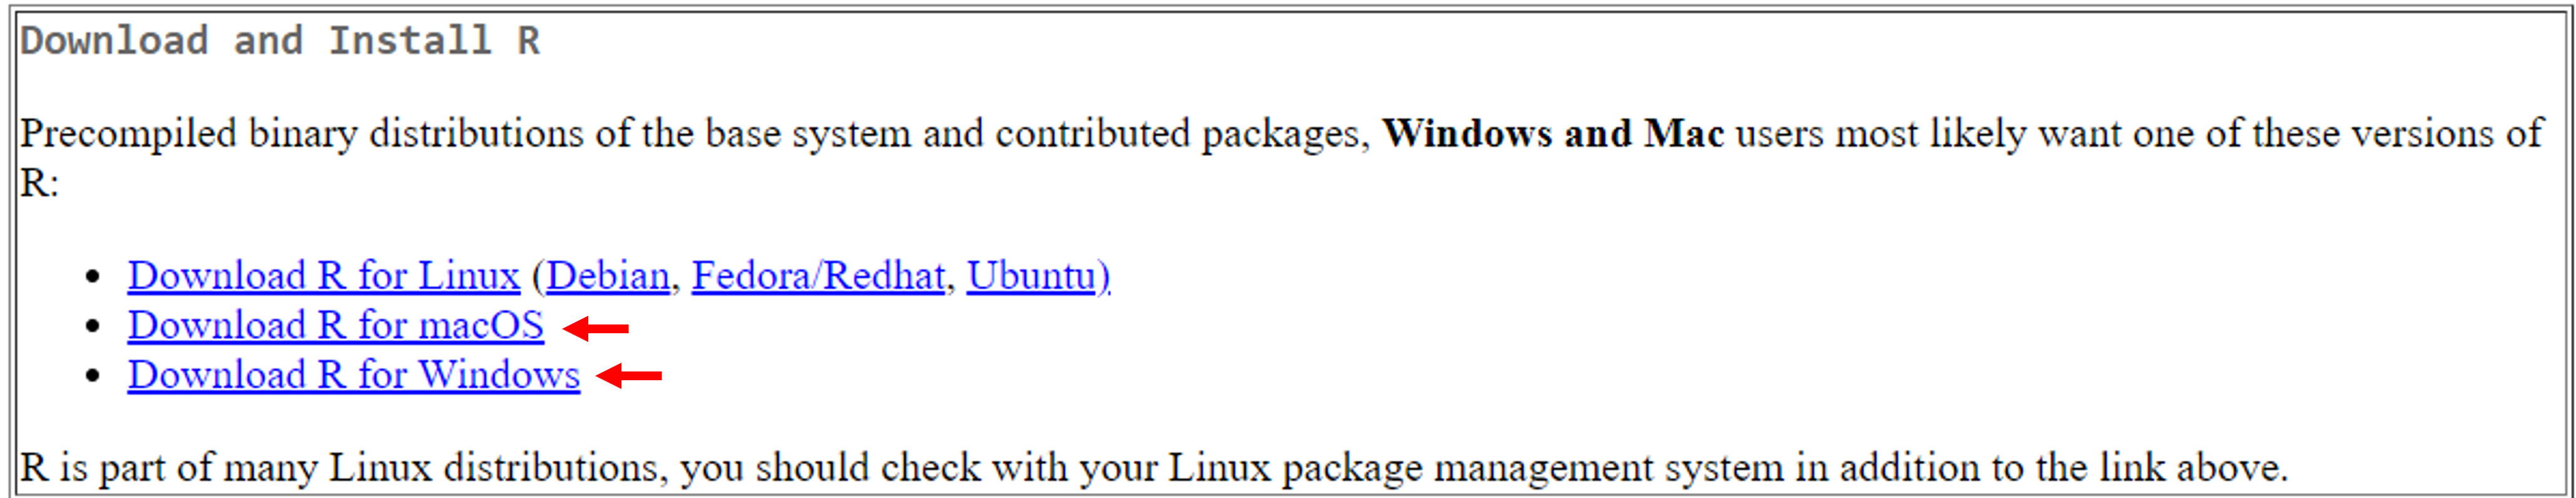 Download and Install R
Precompiled binary distributions of the base system and contributed packages, Windows and Mac users most likely want one of these versions of
R:
• Download R for Linux (Debian, Fedora/Redhat, Ubuntu)
• Download R for macOS
• Download R for Windows
R is part of many Linux distributions, you should check with your Linux package management system in addition to the link above.